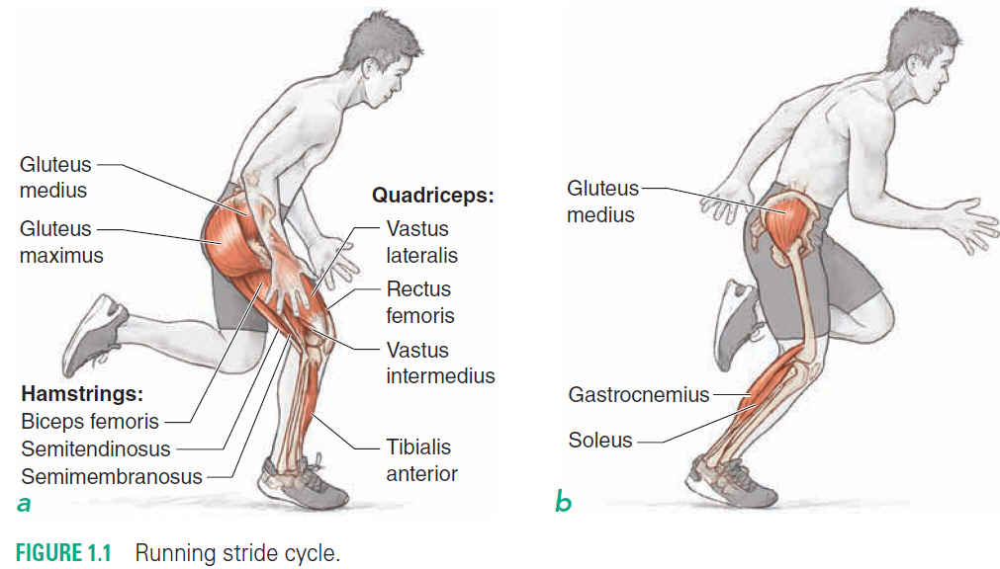 Gluteus
medius
Gluteus
maximus
Quadriceps:
Vastus
lateralis
Rectus
femoris
Vastus
intermedius
Hamstrings:
Biceps femoris
Semitendinosus
Semimembranosus
Tibialis
anterior
a
Gluteus
medius
Gastrocnemius
Soleus
b
FIGURE 1.1 Running stride cycle.